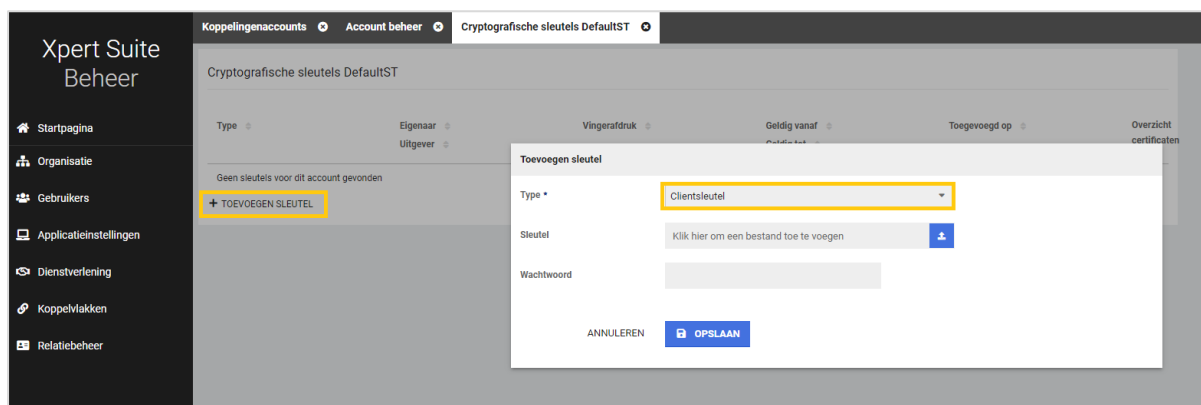 Xpert Suite
Beheer
Startpagina
Organisatie
Gebruikers
Applicatieinstellingen
Dienstverlening
Koppelvlakken
Relatiebeheer
Koppelingenaccounts Account beheer Cryptografische sleutels DefaultST
Cryptografische sleutels DefaultST
Type Eigenaar Vingerafdruk Geldig vanaf Toegevoegd op Overzicht
Uitgever Geldig tot certificaten
Geen sleutels voor dit account gevonden
+ TOEVOEGEN SLEUTEL
Toevoegen sleutel
Type * Clientsleutel
Sleutel Klik hier om een bestand toe te voegen
Wachtwoord
ANNULEREN OPSLAAN